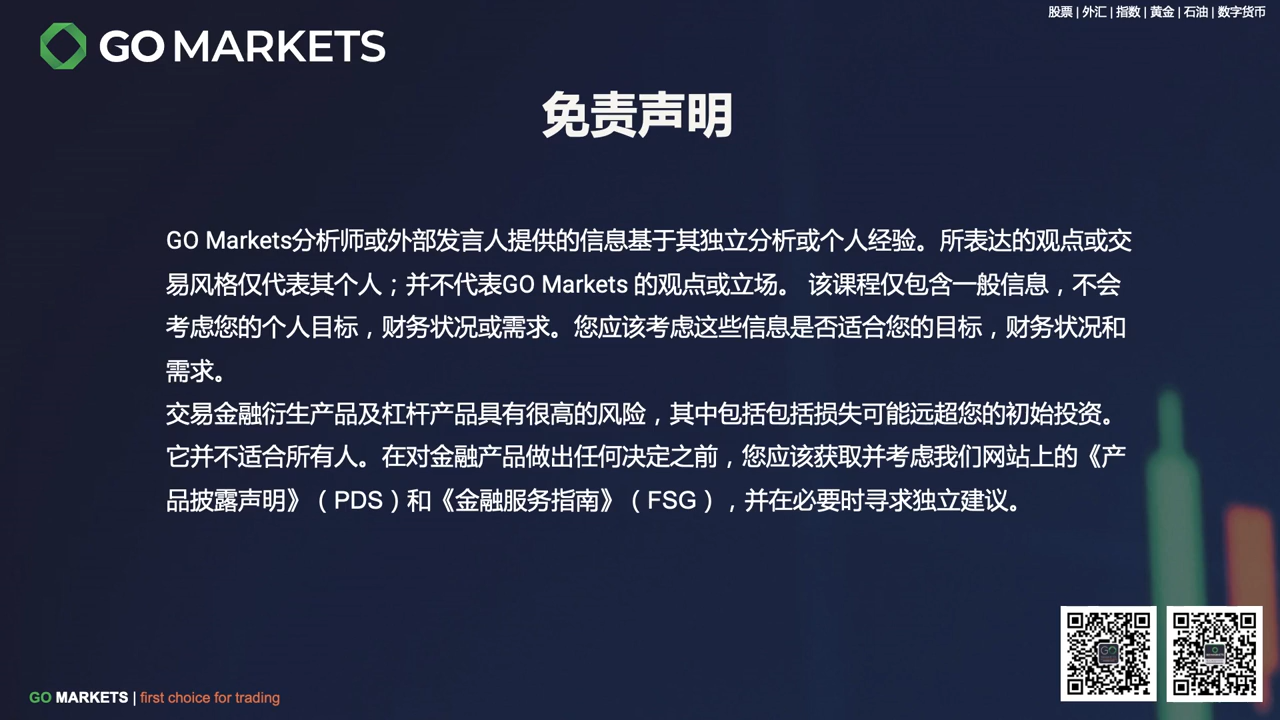 股票 | 外汇 | 指数 | 黄金 | 石油 | 数字货币
GO MARKETS
免责声明
GO Markets分析师或外部发言人提供的信息基于其独立分析或个人经验。所表达的观点或交
易风格仅代表其个人；并不代表GO Markets 的观点或立场。 该课程仅包含一般信息，不会
考虑您的个人目标，财务状况或需求。您应该考虑这些信息是否适合您的目标，财务状况和
需求。
交易金融衍生产品及杠杆产品具有很高的风险，其中包括包括损失可能远超您的初始投资。
它并不适合所有人。在对金融产品做出任何决定之前，您应该获取并考虑我们网站上的《产
品披露声明》（PDS）和《金融服务指南》（FSG），并在必要时寻求独立建议。
GO MARKETS | first choice for trading